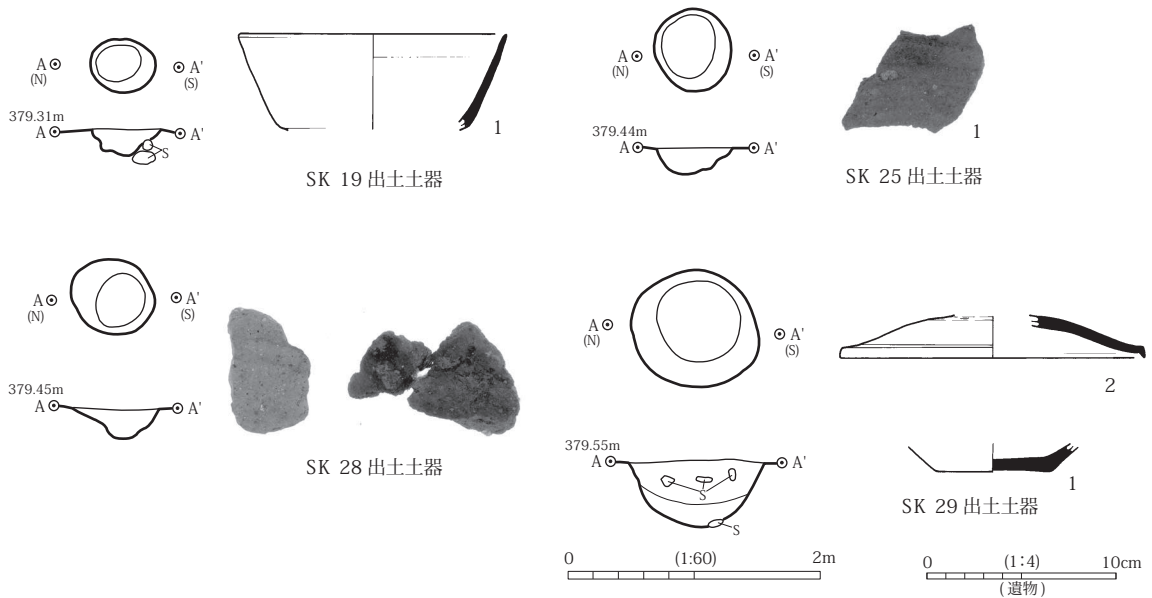 A
(N)
A'
(S)
379.31m
A
A'
S
1
SK 19 出土土器
A
(N)
A'
(S)
379.44m
A
A'
1
SK 25 出土土器
A
(N)
A'
(S)
379.45m
A
A'
SK 28 出土土器
A
(N)
A'
(S)
379.55m
A
A'
S
S
2
1
SK 29 出土土器
0 (1:60) 2m
0 (1:4) 10cm
(遺物)